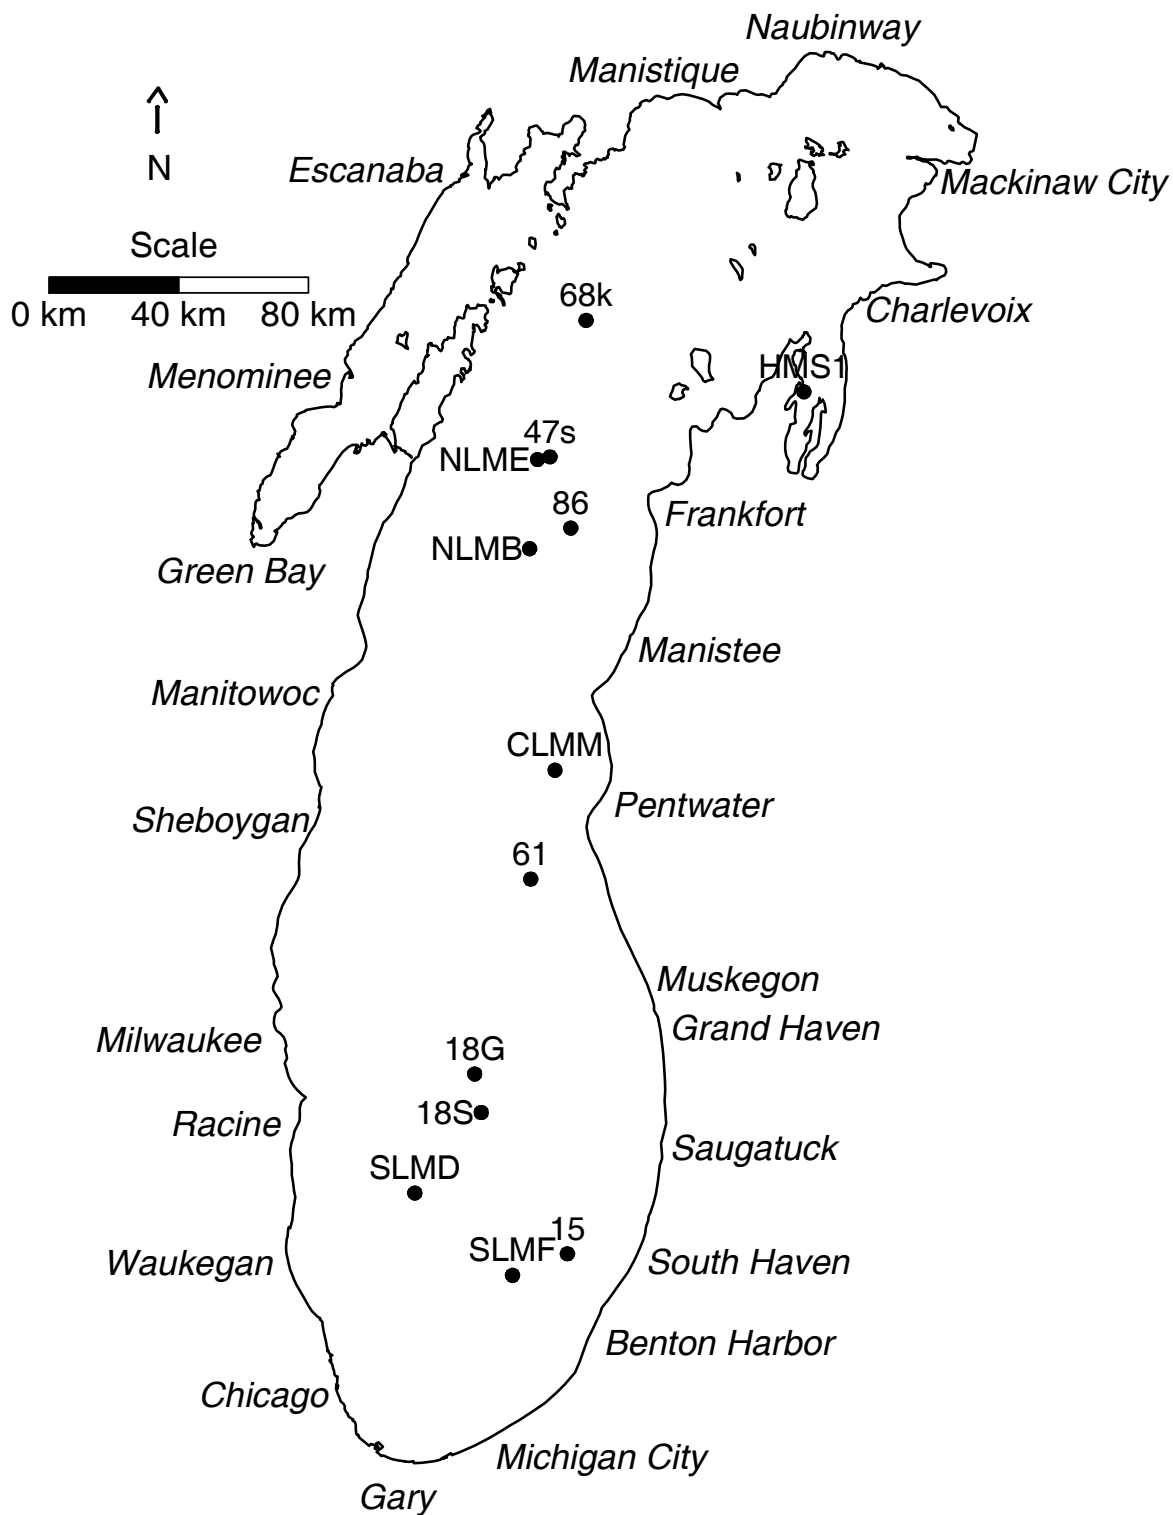 Naubinway
Manistique
N
Escanaba
Mackinaw City
Scale
0 km 40 km 80 km
68k
Charlevoix
Menominee
HMS1
47s
NLME
86
Frankfort
NLMB
Green Bay
Manistee
Manitowoc
CLMM
Pentwater
Sheboygan
61
Muskegon
Grand Haven
Milwaukee
18G
18S
Racine
Saugatuck
SLMD
15
SLMF
Waukegan
South Haven
Benton Harbor
Chicago
Michigan City
Gary